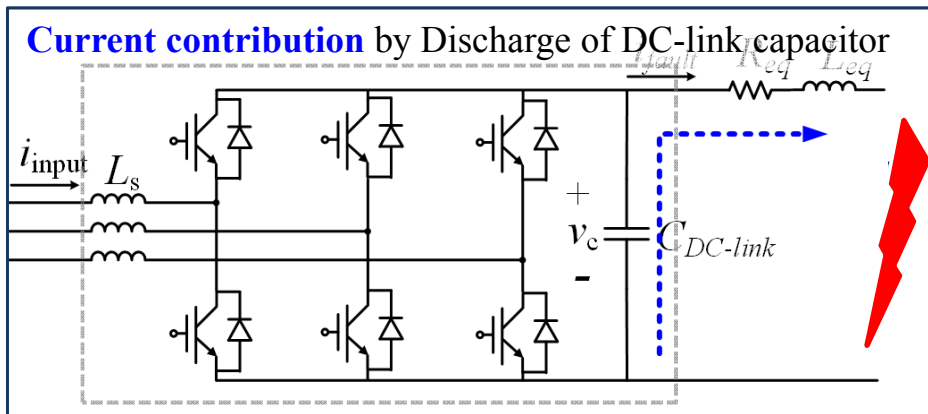 Current contribution by Discharge of DC-link capacitor
i_fault R_eq L_eq
i_input L_s
+
v_c C_DC-link
-